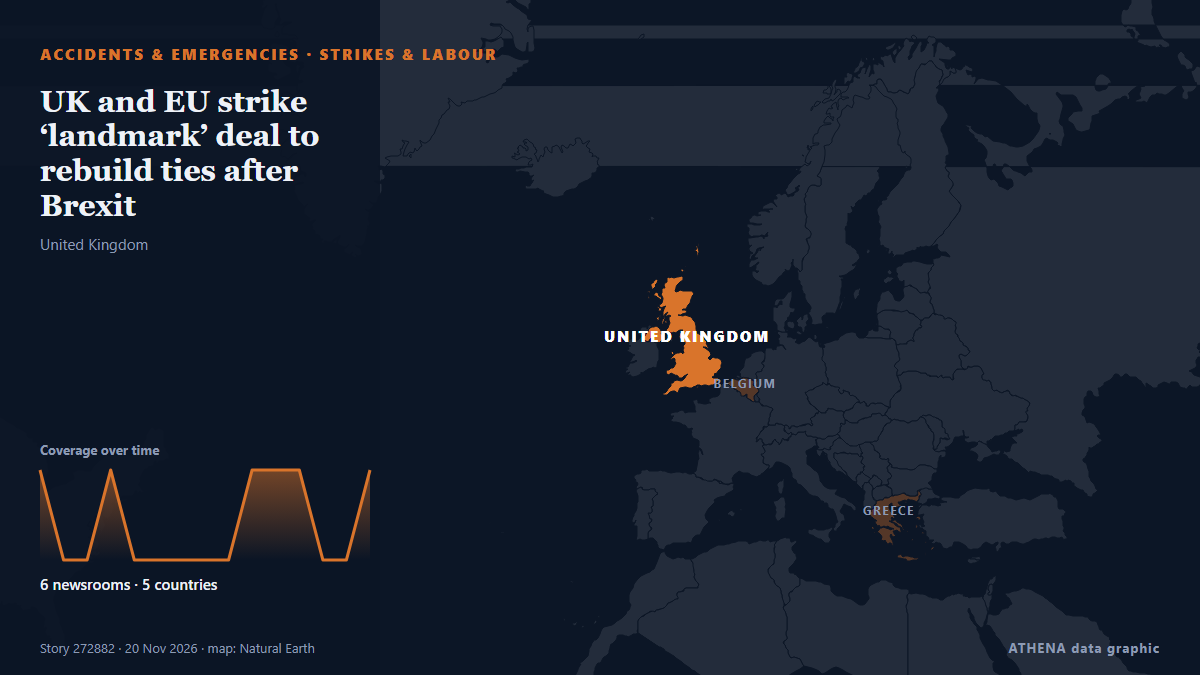 ACCIDENTS & EMERGENCIES · STRIKES & LABOUR
UK and EU strike
‘landmark’ deal to
rebuild ties after
Brexit
United Kingdom
UNITED KINGDOM
BELGIUM
GREECE
Coverage over time
6 newsrooms · 5 countries
Story 272882 · 20 Nov 2026 · map: Natural Earth
ATHENA data graphic